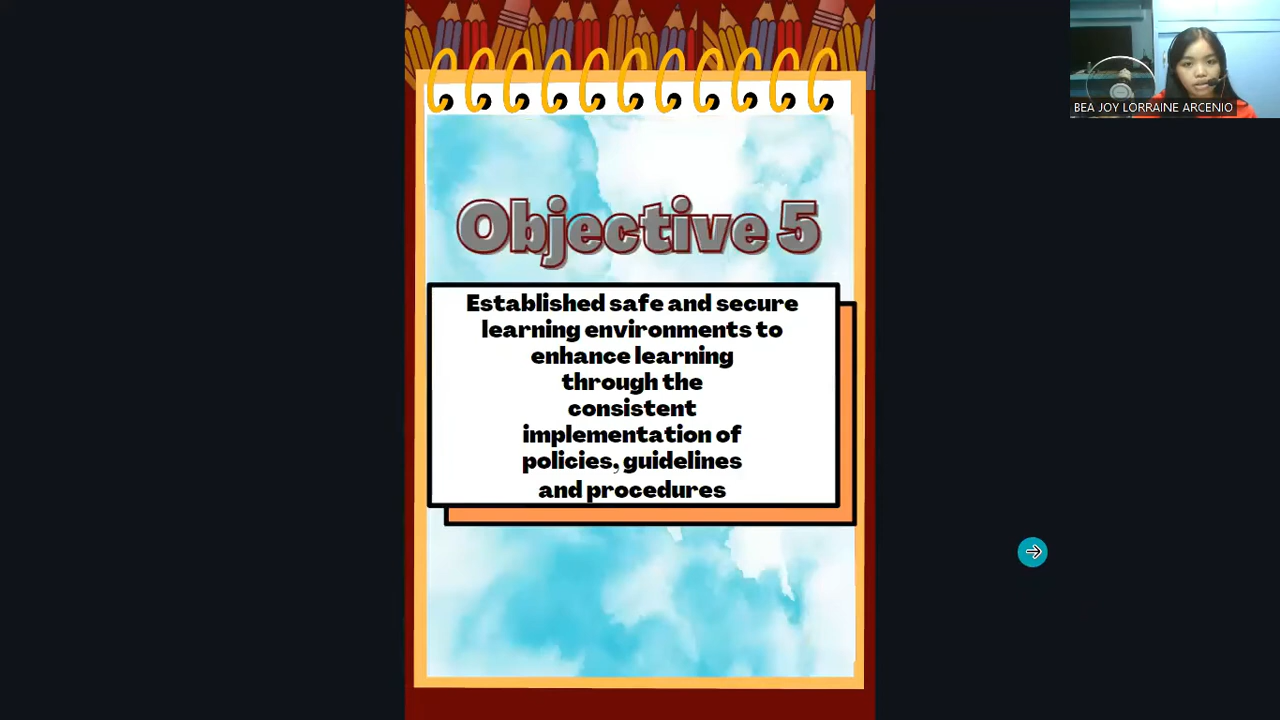 BEA JOY LORRAINE ARCENIO
Objective 5
Established safe and secure
learning environments to
enhance learning
through the
consistent
implementation of
policies, guidelines
and procedures